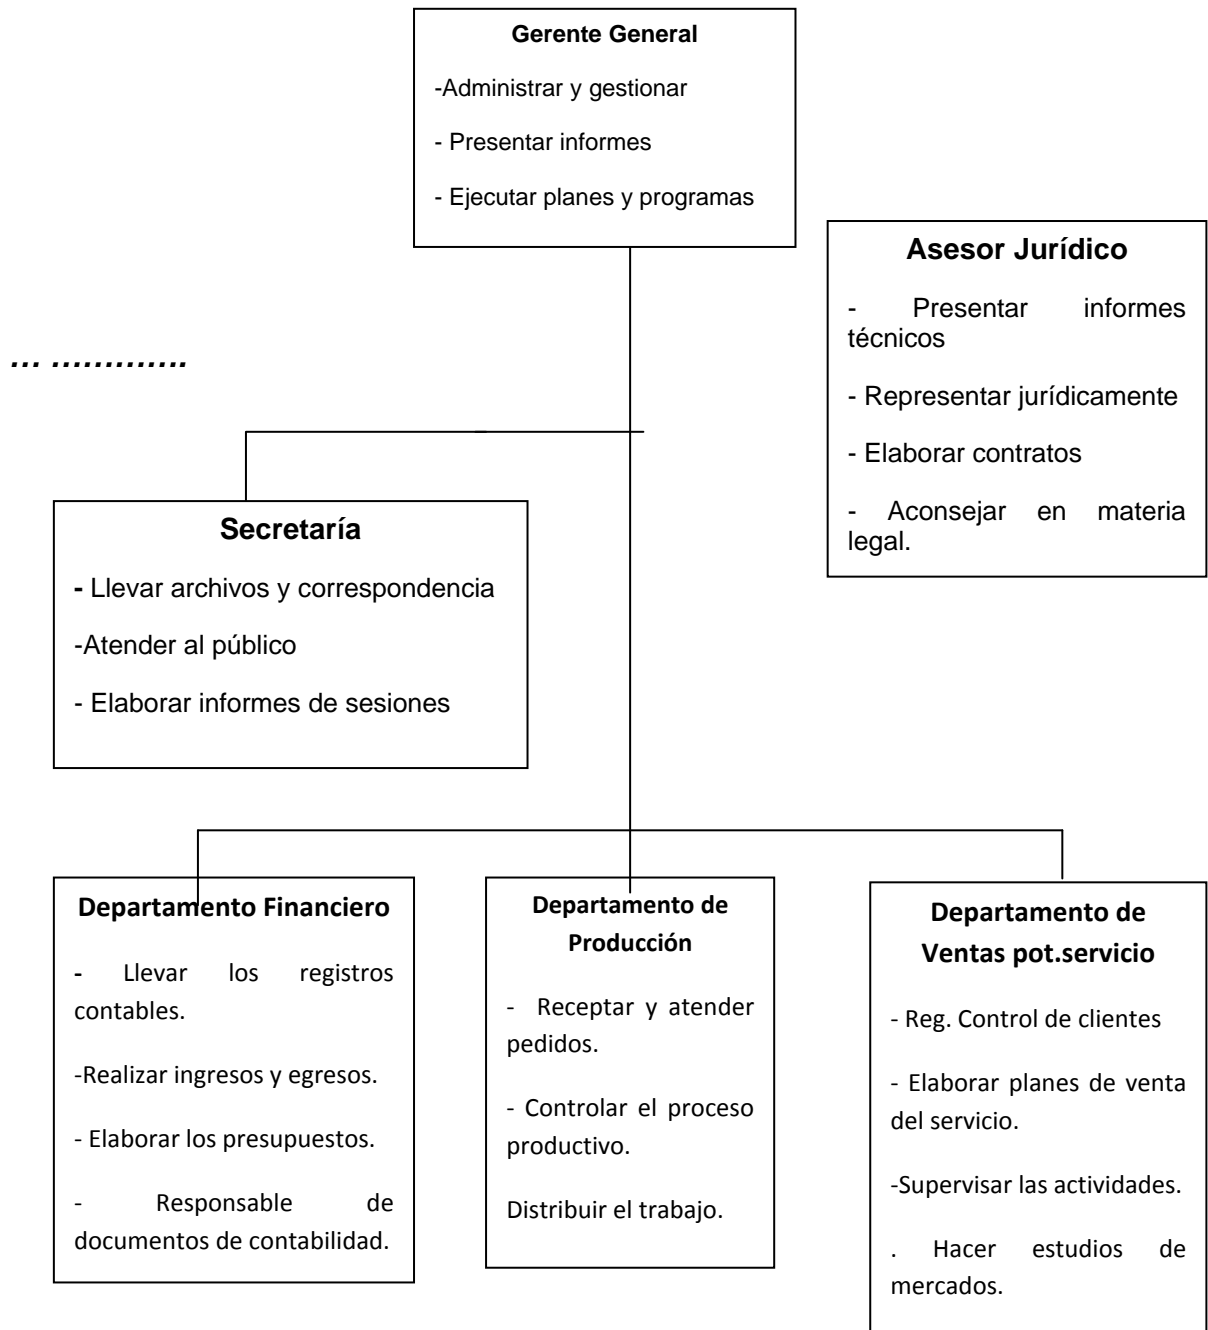 Gerente General
-Administrar y gestionar
- Presentar informes
- Ejecutar planes y programas
Asesor Jurídico
- Presentar informes
técnicos
- Representar jurídicamente
- Elaborar contratos
- Aconsejar en materia
legal.
... .............
Secretaría
- Llevar archivos y correspondencia
-Atender al público
- Elaborar informes de sesiones
Departamento Financiero
- Llevar los registros
contables.
-Realizar ingresos y egresos.
- Elaborar los presupuestos.
- Responsable de
documentos de contabilidad.
Departamento de
Producción
- Receptar y atender
pedidos.
- Controlar el proceso
productivo.
Distribuir el trabajo.
Departamento de
Ventas pot.servicio
- Reg. Control de clientes
- Elaborar planes de venta
del servicio.
-Supervisar las actividades.
. Hacer estudios de
mercados.